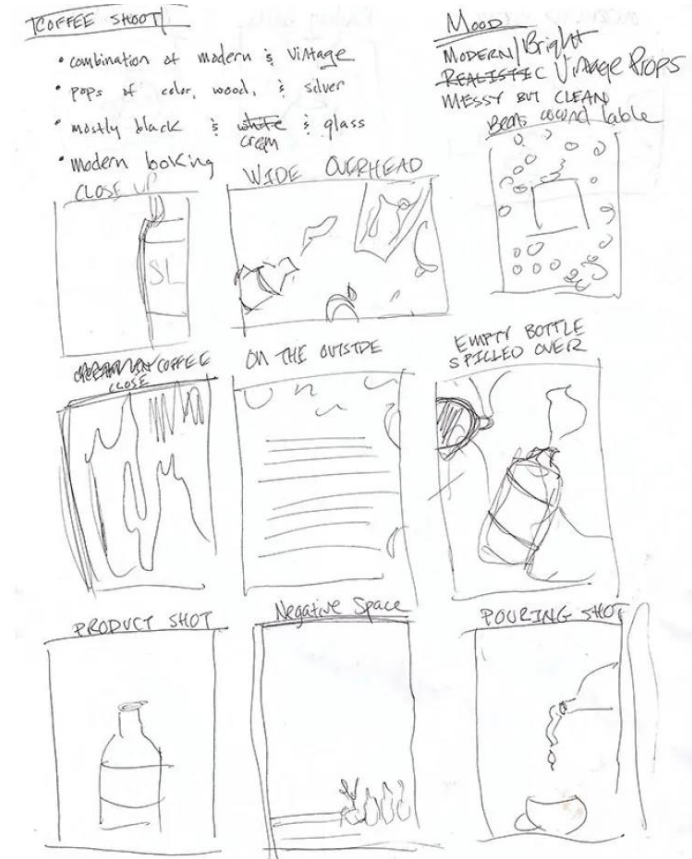 COFFEE SHOOT
• combination of modern & Vintage
• pops of color, wood, & silver
• mostly black & white & glass
cream
• modern looking
MOOD
MODERN/Bright
REALISTIC Vintage Props
MESSY BUT CLEAN
Beans around lable
CLOSE UP
WIDE OVERHEAD
SL
COFFEE
CLOSE
ON THE OUTSIDE
EMPTY BOTTLE
SPILLED OVER
PRODUCT SHOT
Negative Space
POURING SHOT